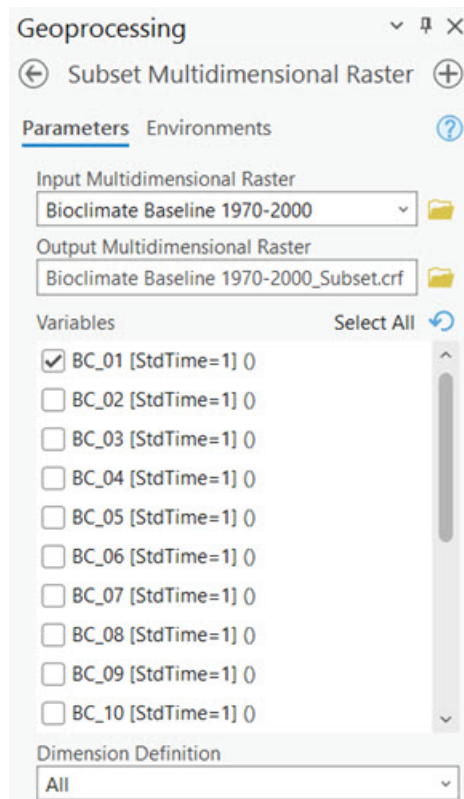 Geoprocessing
Subset Multidimensional Raster
Parameters Environments
Input Multidimensional Raster
Bioclimate Baseline 1970-2000
Output Multidimensional Raster
Bioclimate Baseline 1970-2000_Subset.crf
Variables Select All
BC_01 [StdTime=1] ()
BC_02 [StdTime=1] ()
BC_03 [StdTime=1] ()
BC_04 [StdTime=1] ()
BC_05 [StdTime=1] ()
BC_06 [StdTime=1] ()
BC_07 [StdTime=1] ()
BC_08 [StdTime=1] ()
BC_09 [StdTime=1] ()
BC_10 [StdTime=1] ()
Dimension Definition
All